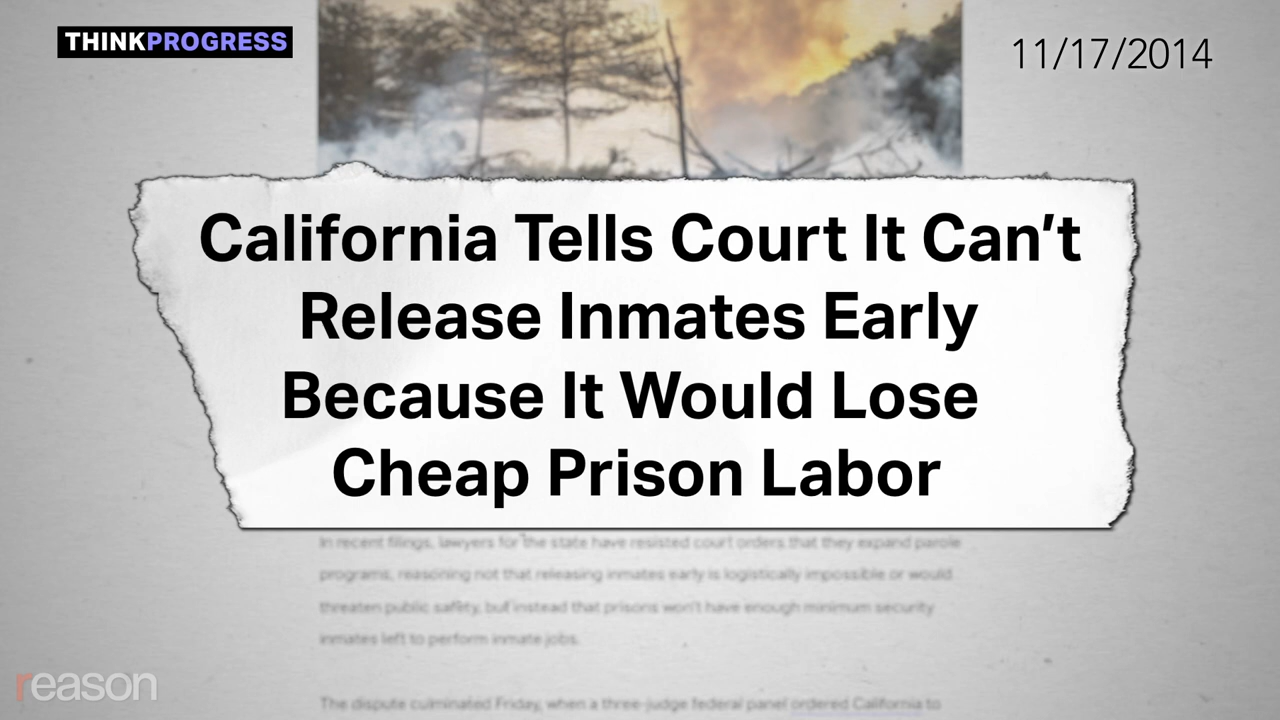 THINKPROGRESS
11/17/2014
California Tells Court It Can't
Release Inmates Early
Because It Would Lose
Cheap Prison Labor
In recent filings, lawyers for the state have resisted court orders that they expand parole
programs, reasoning not that releasing inmates early is logistically impossible or would
threaten public safety, but instead that prisons won't have enough minimum security
inmates left to perform inmate jobs.
The dispute culminated Friday, when a three-judge federal panel ordered California to
reason